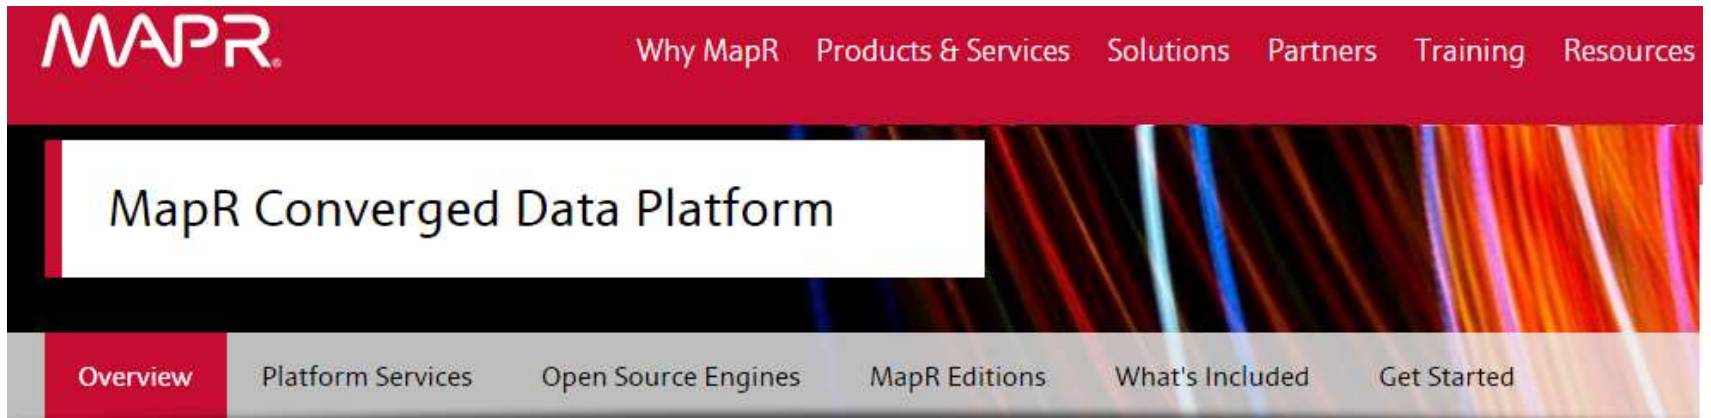 MAPR®
Why MapR Products & Services Solutions Partners Training Resources
MapR Converged Data Platform
Overview Platform Services Open Source Engines MapR Editions What's Included Get Started